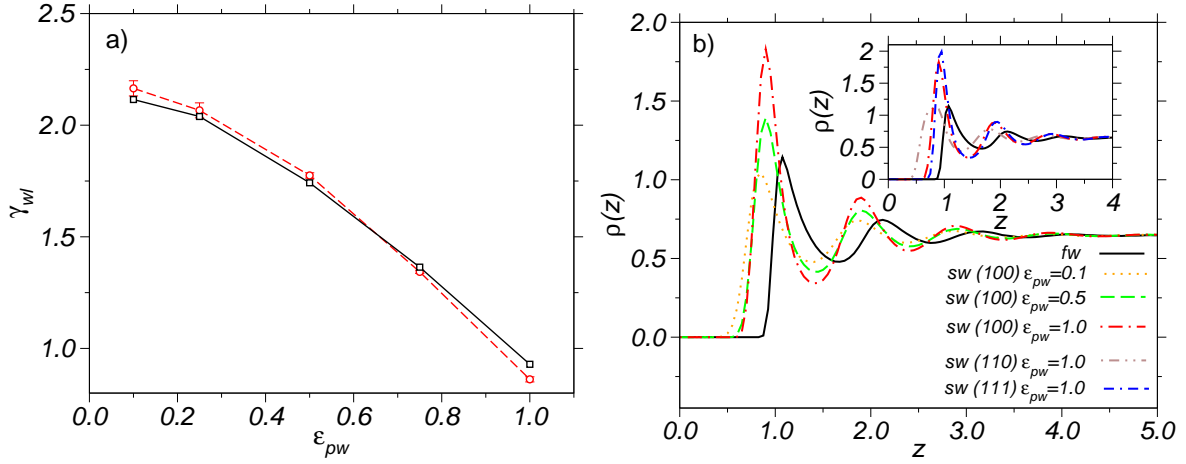 a)
2.5
2.0
1.5
1.0
γwl
0.0 0.2 0.4 0.6 0.8 1.0
εpw
b)
2.0
1.5
1.0
0.5
0.0
ρ(z)
0.0 1.0 2.0 3.0 4.0 5.0
z
2
1.5
1
0.5
0
ρ(z)
0 1 2 3 4
z
fw
sw (100) εpw=0.1
sw (100) εpw=0.5
sw (100) εpw=1.0
sw (110) εpw=1.0
sw (111) εpw=1.0